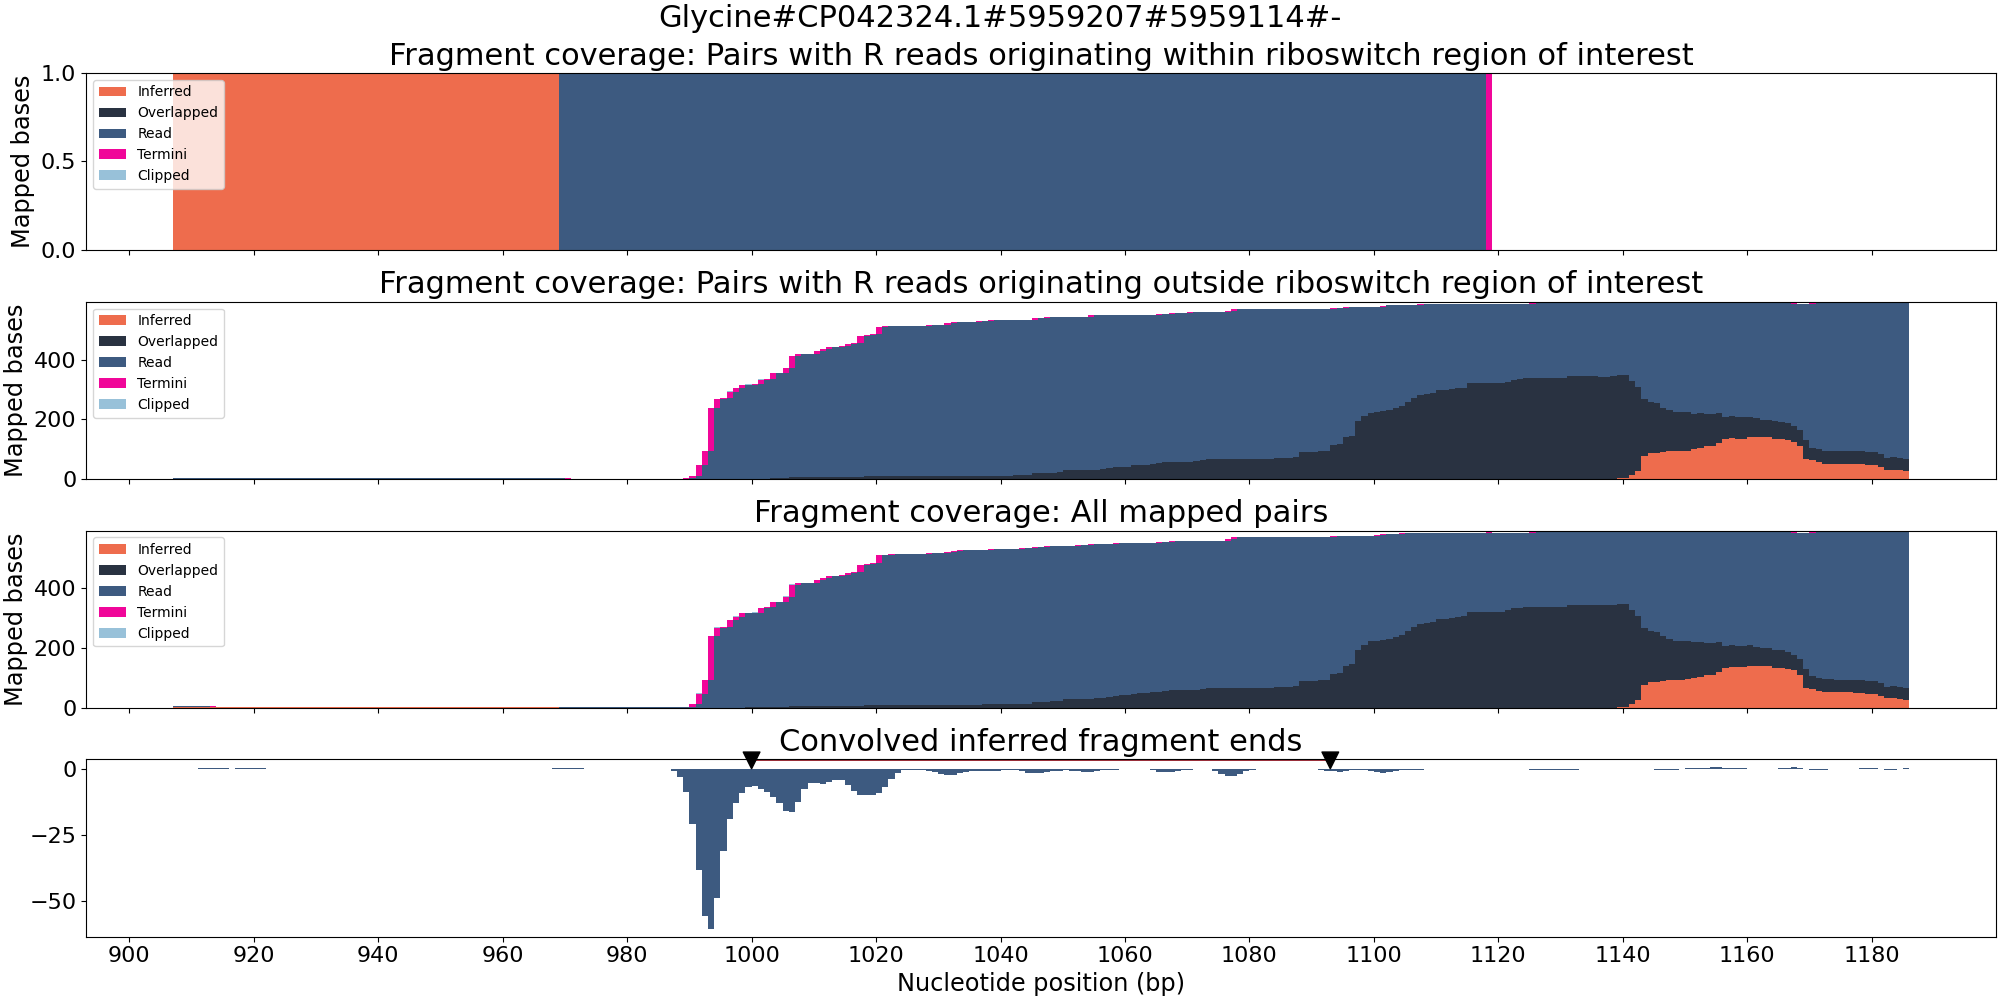 Glycine#CP042324.1#5959207#5959114#-
Fragment coverage: Pairs with R reads originating within riboswitch region of interest
Mapped bases
1.0
0.5
0.0
Inferred
Overlapped
Read
Termini
Clipped
Fragment coverage: Pairs with R reads originating outside riboswitch region of interest
Mapped bases
400
200
0
Inferred
Overlapped
Read
Termini
Clipped
Fragment coverage: All mapped pairs
Mapped bases
400
200
0
Inferred
Overlapped
Read
Termini
Clipped
Convolved inferred fragment ends
0
−25
−50
900 920 940 960 980 1000 1020 1040 1060 1080 1100 1120 1140 1160 1180
Nucleotide position (bp)